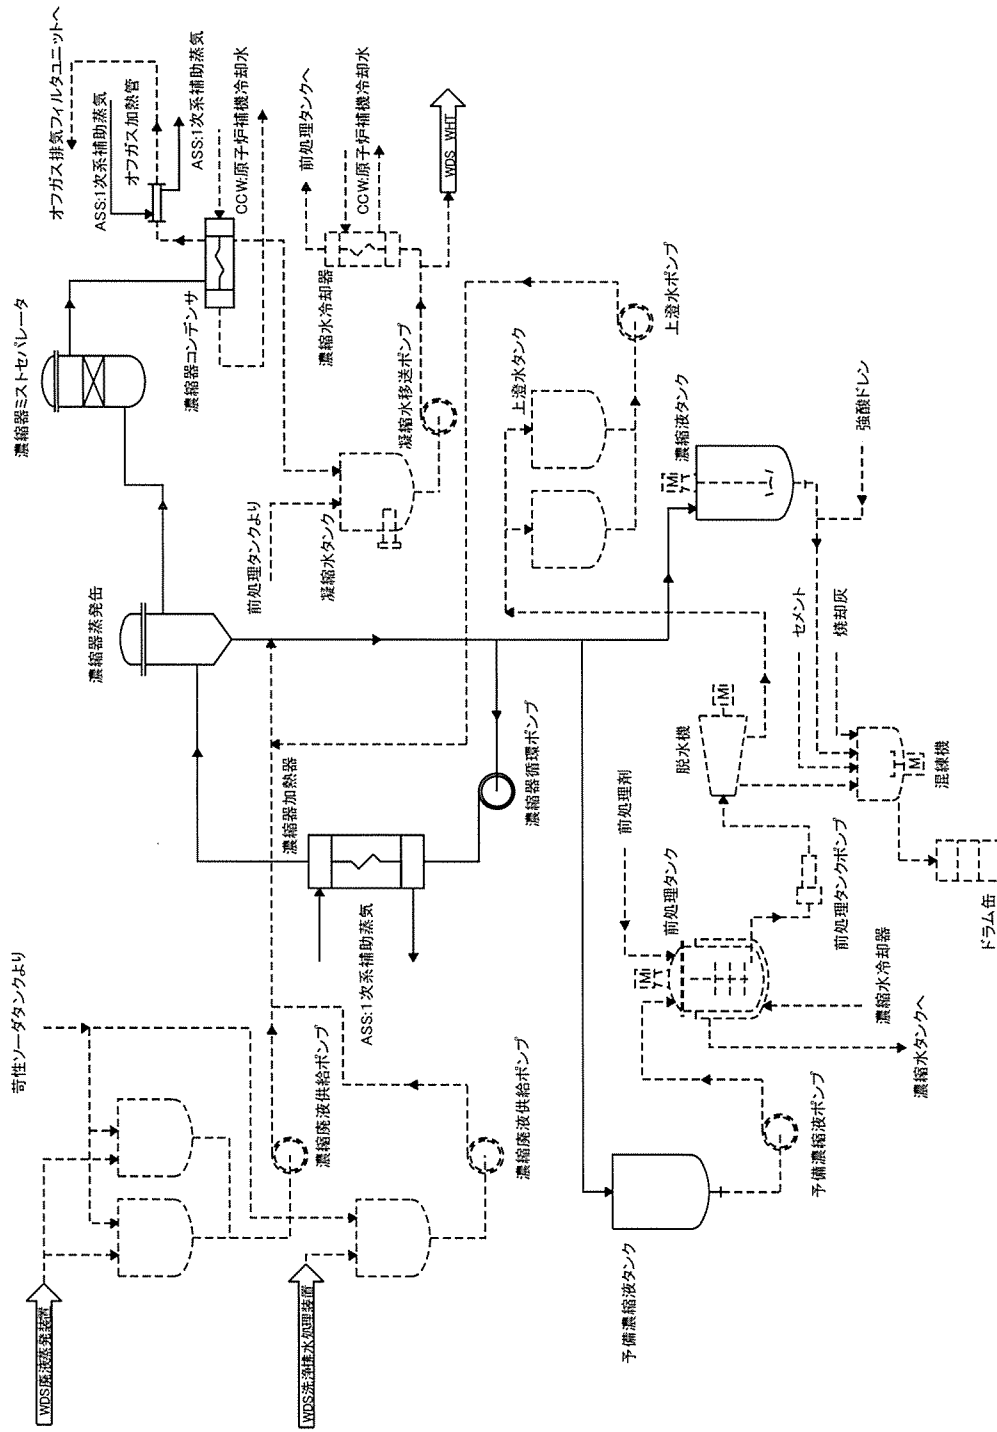 WDS廃液蒸発装置
WDS洗浄排水処理装置
苛性ソーダタンクより
濃縮廃液供給ポンプ
濃縮廃液供給ポンプ
予備濃縮液タンク
予備濃縮液ポンプ
ASS:1次系補助蒸気
濃縮器加熱器
濃縮器循環ポンプ
濃縮器蒸発缶
濃縮器ミストセパレータ
濃縮器コンデンサ
オフガス排気フィルタユニットへ
ASS:1次系補助蒸気
オフガス加熱管
ASS:1次系補助蒸気
CCW:原子炉補機冷却水
前処理タンクへ
CCW:原子炉補機冷却水
濃縮水冷却器
WDS WHT
前処理タンクより
凝縮水タンク
凝縮水移送ポンプ
上澄水タンク
上澄水ポンプ
濃縮液タンク
M
強酸ドレン
セメント
焼却灰
脱水機
M
前処理剤
前処理タンク
M
前処理タンクポンプ
濃縮水冷却器
濃縮水タンクへ
混練機
M
ドラム缶